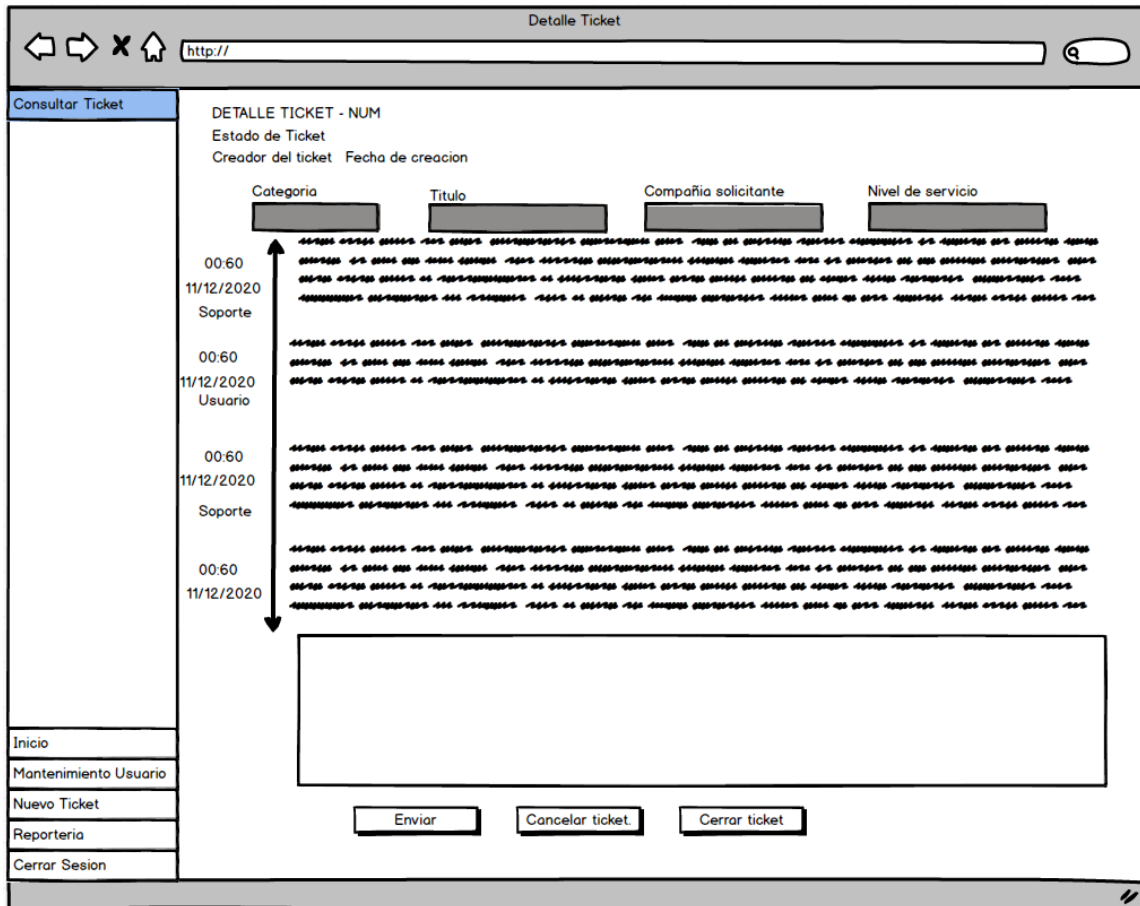 Detalle Ticket
http://
Consultar Ticket
DETALLE TICKET - NUM
Estado de Ticket
Creador del ticket Fecha de creacion
Categoria Titulo Compañia solicitante Nivel de servicio
00:60
11/12/2020
Soporte
00:60
11/12/2020
Usuario
00:60
11/12/2020
Soporte
00:60
11/12/2020
Inicio
Mantenimiento Usuario
Nuevo Ticket
Reporteria
Cerrar Sesion
Enviar Cancelar ticket. Cerrar ticket